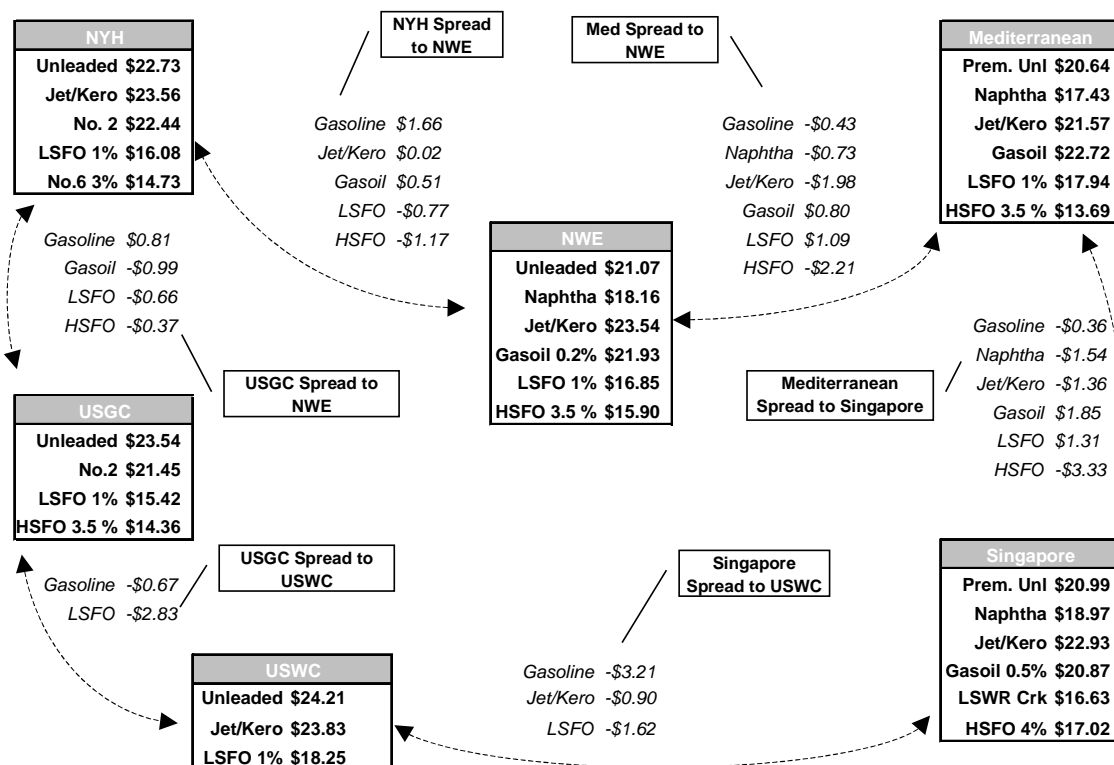 NYH
Unleaded $22.73
Jet/Kero $23.56
No. 2 $22.44
LSFO 1% $16.08
No.6 3% $14.73
NYH Spread
to NWE
Gasoline $1.66
Jet/Kero $0.02
Gasoil $0.51
LSFO -$0.77
HSFO -$1.17
Med Spread to
NWE
Gasoline -$0.43
Naphtha -$0.73
Jet/Kero -$1.98
Gasoil $0.80
LSFO $1.09
HSFO -$2.21
Mediterranean
Prem. Unl $20.64
Naphtha $17.43
Jet/Kero $21.57
Gasoil $22.72
LSFO 1% $17.94
HSFO 3.5 % $13.69
Gasoline $0.81
Gasoil -$0.99
LSFO -$0.66
HSFO -$0.37
USGC Spread to
NWE
NWE
Unleaded $21.07
Naphtha $18.16
Jet/Kero $23.54
Gasoil 0.2% $21.93
LSFO 1% $16.85
HSFO 3.5 % $15.90
Mediterranean
Spread to Singapore
Gasoline -$0.36
Naphtha -$1.54
Jet/Kero -$1.36
Gasoil $1.85
LSFO $1.31
HSFO -$3.33
USGC
Unleaded $23.54
No.2 $21.45
LSFO 1% $15.42
HSFO 3.5 % $14.36
Gasoline -$0.67
LSFO -$2.83
USGC Spread to
USWC
Singapore
Spread to USWC
Gasoline -$3.21
Jet/Kero -$0.90
LSFO -$1.62
Singapore
Prem. Unl $20.99
Naphtha $18.97
Jet/Kero $22.93
Gasoil 0.5% $20.87
LSWR Crk $16.63
HSFO 4% $17.02
USWC
Unleaded $24.21
Jet/Kero $23.83
LSFO 1% $18.25